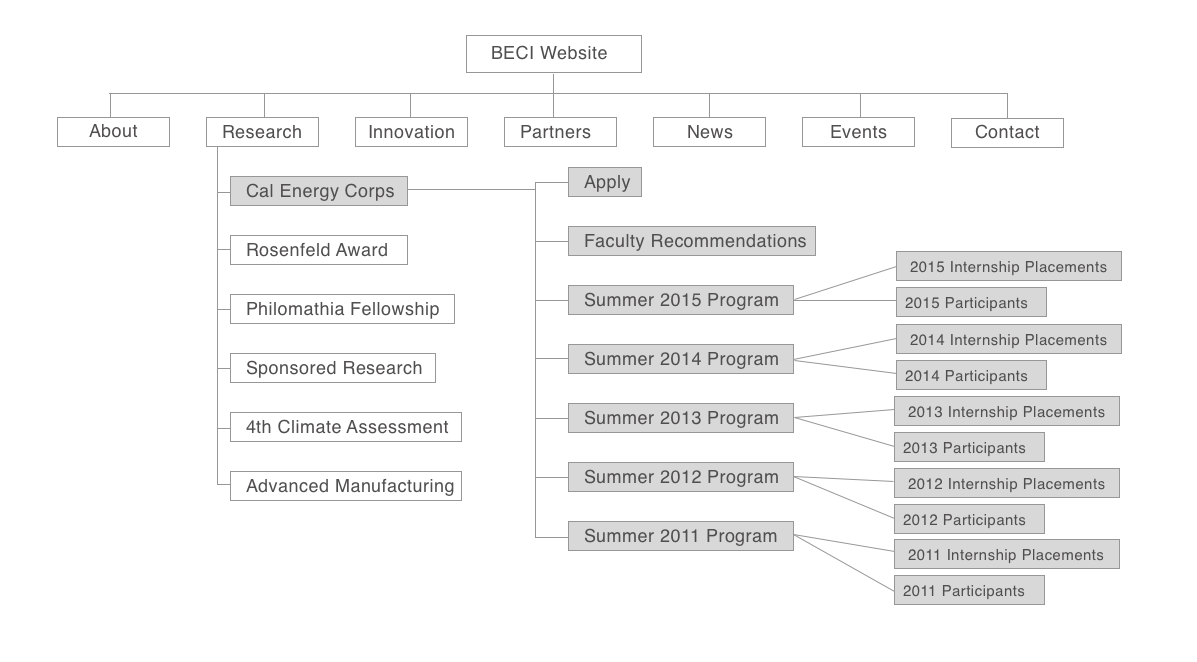 BECI Website
About
Research
Innovation
Partners
News
Events
Contact
Cal Energy Corps
Rosenfeld Award
Philomathia Fellowship
Sponsored Research
4th Climate Assessment
Advanced Manufacturing
Apply
Faculty Recommendations
Summer 2015 Program
Summer 2014 Program
Summer 2013 Program
Summer 2012 Program
Summer 2011 Program
2015 Internship Placements
2015 Participants
2014 Internship Placements
2014 Participants
2013 Internship Placements
2013 Participants
2012 Internship Placements
2012 Participants
2011 Internship Placements
2011 Participants